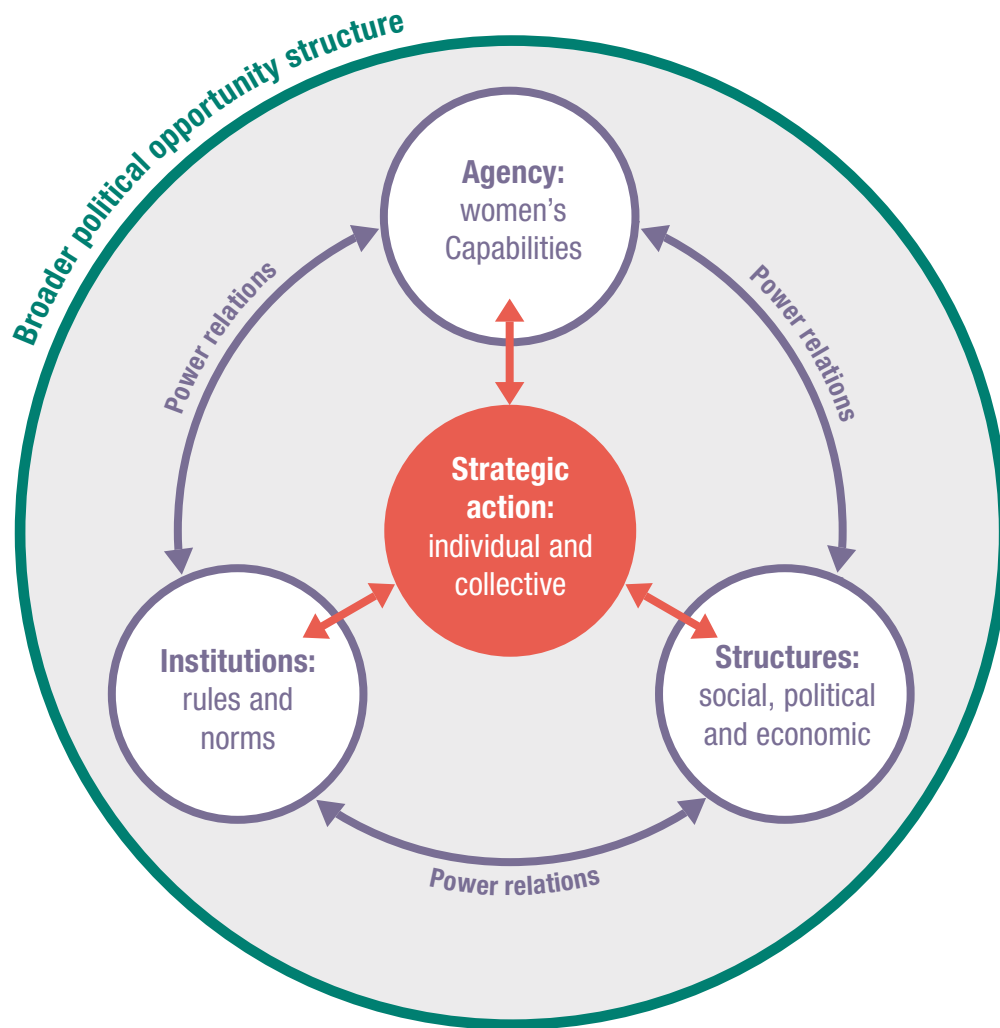 Broader political opportunity structure
Agency:
women's
Capabilities
Power relations
Power relations
Strategic
action:
individual and
collective
Institutions:
rules and
norms
Structures:
social, political
and economic
Power relations